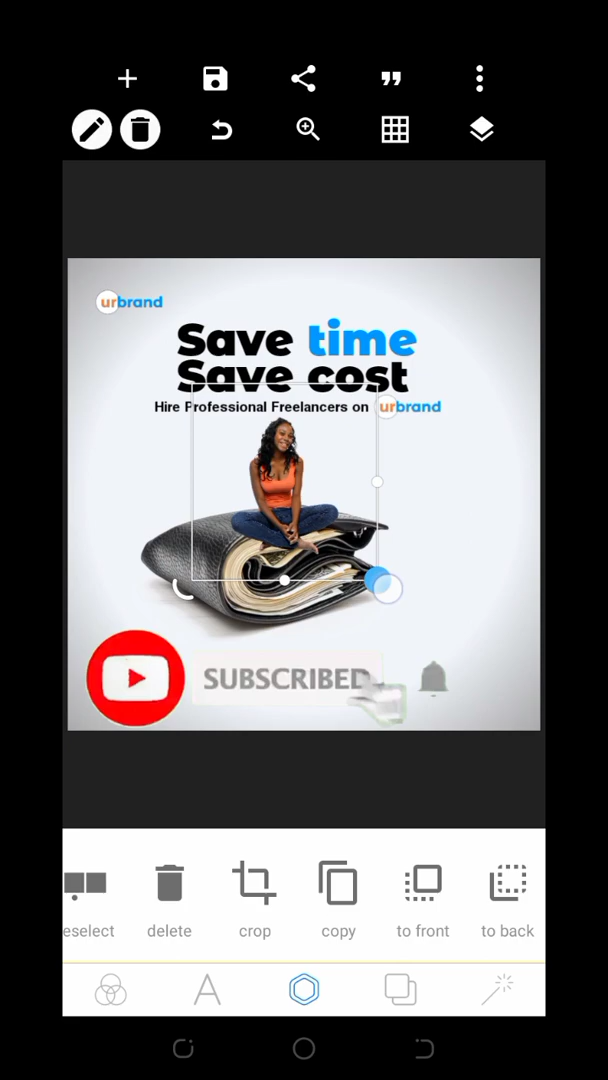 urbrand
Save time
Save cost
Hire Professional Freelancers on urbrand
SUBSCRIBED
eselect
delete
crop
copy
to front
to back